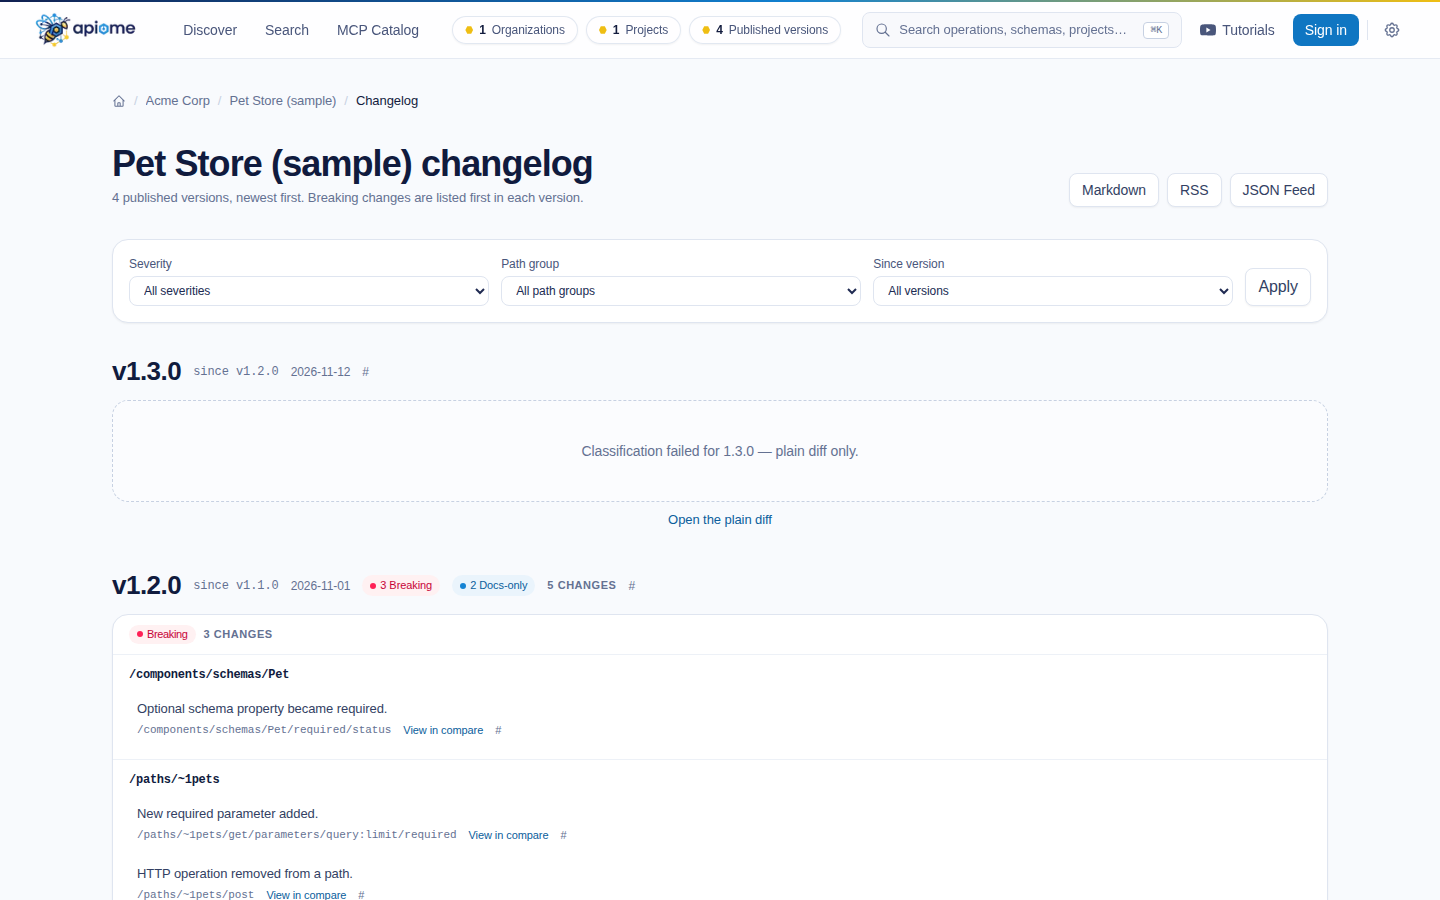 apiome
Discover
Search
MCP Catalog
1 Organizations
1 Projects
4 Published versions
Search operations, schemas, projects…
⌘K
Tutorials
Sign in
/ Acme Corp / Pet Store (sample) / Changelog
Pet Store (sample) changelog
4 published versions, newest first. Breaking changes are listed first in each version.
Markdown
RSS
JSON Feed
Severity
Path group
Since version
All severities
All path groups
All versions
Apply
v1.3.0 since v1.2.0 2026-11-12 #
Classification failed for 1.3.0 — plain diff only.
Open the plain diff
v1.2.0 since v1.1.0 2026-11-01 3 Breaking 2 Docs-only 5 CHANGES #
Breaking 3 CHANGES
/components/schemas/Pet
Optional schema property became required.
/components/schemas/Pet/required/status View in compare #
/paths/~1pets
New required parameter added.
/paths/~1pets/get/parameters/query:limit/required View in compare #
HTTP operation removed from a path.
/paths/~1pets/post View in compare #